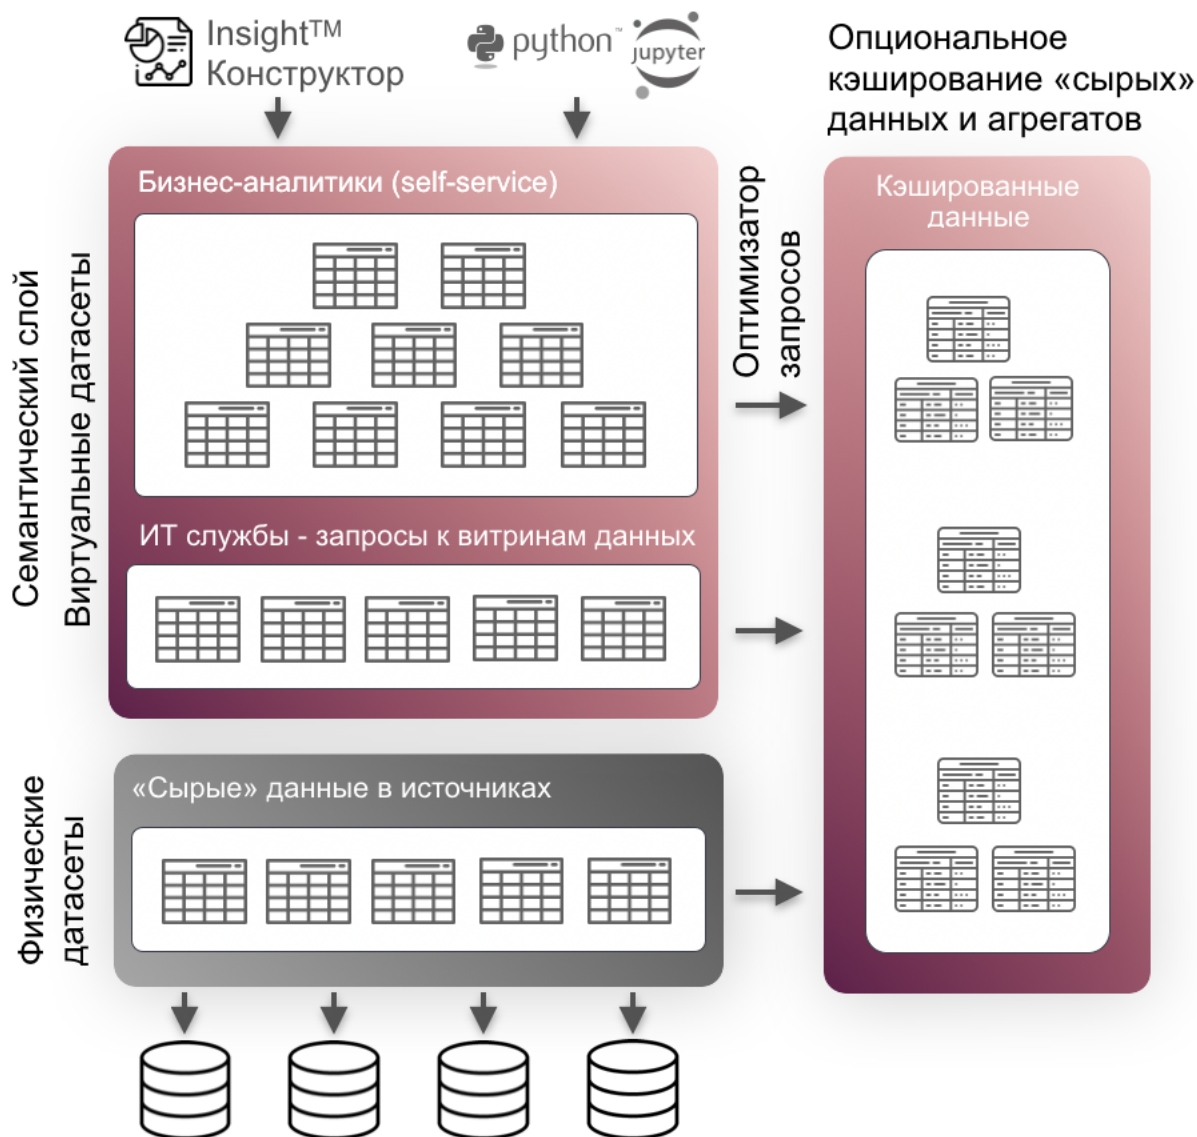 Insight™
Конструктор
python™
jupyter
Опциональное
кэширование «сырых»
данных и агрегатов
Семантический слой
Виртуальные датасеты
Бизнес-аналитики (self-service)
ИТ службы - запросы к витринам данных
Оптимизатор
запросов
Кэшированные
данные
Физические
датасеты
«Сырые» данные в источниках